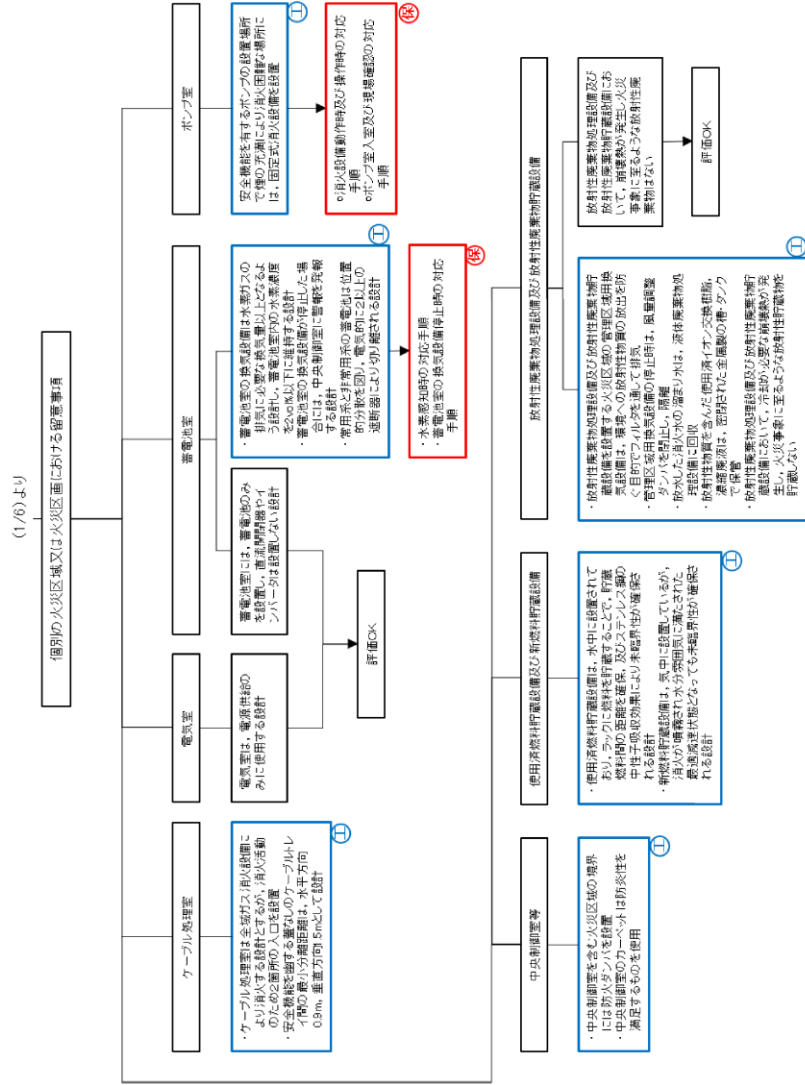 (1/6)より
個別の火災区域又は火災区画における留意事項
ケーブル処理室
・ケーブル処理室は全域ガス消火設備に
より消火する設計とするが，消火活動
のため2箇所の入口を設置
・安全機能を有する蓋なしのケーブルトレ
イ間の最小分離距離は，水平方向
0.9m，垂直方向1.5mとして設計
工
電気室
電気室は，電源供給の
みに使用する設計
蓄電池室
蓄電池室には，蓄電池のみ
を設置し，直流開閉器やイ
ンバータは設置しない設計
評価OK
・蓄電池室の換気設備は水素ガスの
排気に必要な換気量以上となるよ
う設計し，蓄電池室内の水素濃度
を2vol%以下に維持する設計
・蓄電池室の換気設備が停止した場
合には，中央制御室に警報を発報
する設計
常用系と非常用系の蓄電池は位置
的分散を図り，電気的に2以上の
遮断器により切り離される設計
工
・水素感知時の対応手順
・蓄電池室の換気設備停止時の対応
手順
保
ポンプ室
安全機能を有するポンプの設置場所
で煙の充満により消火困難な場所に
は，固定式消火設備を設置
工
○消火設備動作時及び操作時の対応
手順
○ポンプ室入室及び現場確認の対応
手順
保
中央制御室等
・中央制御室を含む火災区域の境界
には防火ダンパを設置
・中央制御室のカーペットは防炎性を
満足するものを使用
工
使用済燃料貯蔵設備及び新燃料貯蔵設備
・使用済燃料貯蔵設備は，水中に設置されて
おり，ラックに燃料を貯蔵することで，貯蔵
燃料間の距離を確保，及びステンレス鋼の
中性子吸収効果により未臨界性が確保さ
れる設計
・新燃料貯蔵設備は，気中に設置しているが，
消火が噴霧され水分雰囲気に満たされた
最適減速状態となっても未臨界性が確保さ
れる設計
工
放射性廃棄物処理設備及び放射性廃棄物貯蔵設備
・放射性廃棄物処理設備及び放射性廃棄物貯
蔵設備を設置する火災区域の管理区域用換
気設備は，環境への放射性物質の放出を防
ぐ目的でフィルタを通して排気
・管理区域用換気設備の停止時は，風量調整
ダンパを閉止し，隔離
・放水した消火水の溜まり水は，液体廃棄物処
理設備に回収
・放射性物質を含んだ使用済イオン交換樹脂，
濃縮廃液は，密閉された金属製の槽・タンク
で保管
・放射性廃棄物処理設備及び放射性廃棄物貯
蔵設備において，冷却が必要な崩壊熱が発
生し，火災事象に至るような放射性貯蔵物を
貯蔵しない
工
放射性廃棄物処理設備及び
放射性廃棄物貯蔵設備にお
いて，崩壊熱が発生し火災
事象に至るような放射性廃
棄物はない
評価OK